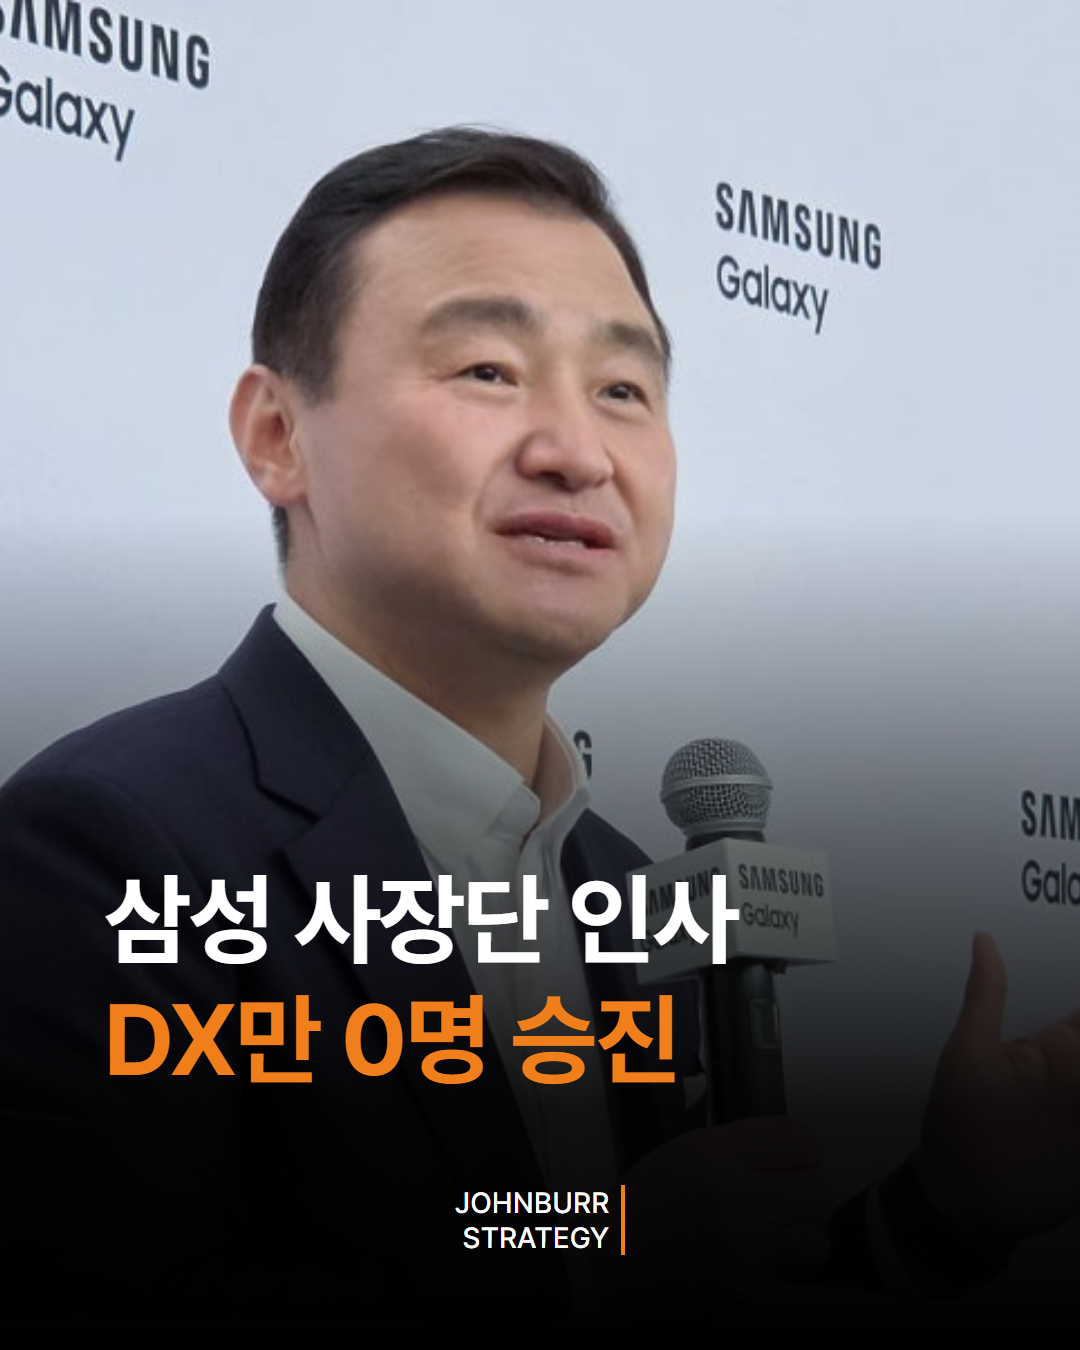 SAMSUNG
Galaxy
SAMSUNG
Galaxy
SAMSUNG
Galaxy
삼성 사장단 인사
DX만 0명 승진
JOHNBURR
STRATEGY